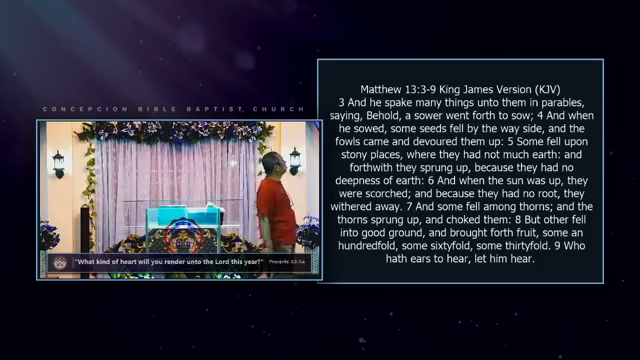 CONCEPCION BIBLE BAPTIST CHURCH
"What kind of heart will you render unto the Lord this year?"
Matthew 13:3-9 King James Version (KJV)
3 And he spake many things unto them in parables,
saying, Behold, a sower went forth to sow; 4 And when
he sowed, some seeds fell by the way side, and the
fowls came and devoured them up: 5 Some fell upon
stony places, where they had not much earth: and
forthwith they sprung up, because they had no
deepness of earth: 6 And when the sun was up, they
were scorched; and because they had no root, they
withered away. 7 And some fell among thorns; and the
thorns sprung up, and choked them: 8 But other fell
into good ground, and brought forth fruit, some an
hundredfold, some sixtyfold, some thirtyfold. 9 Who
hath ears to hear, let him hear.